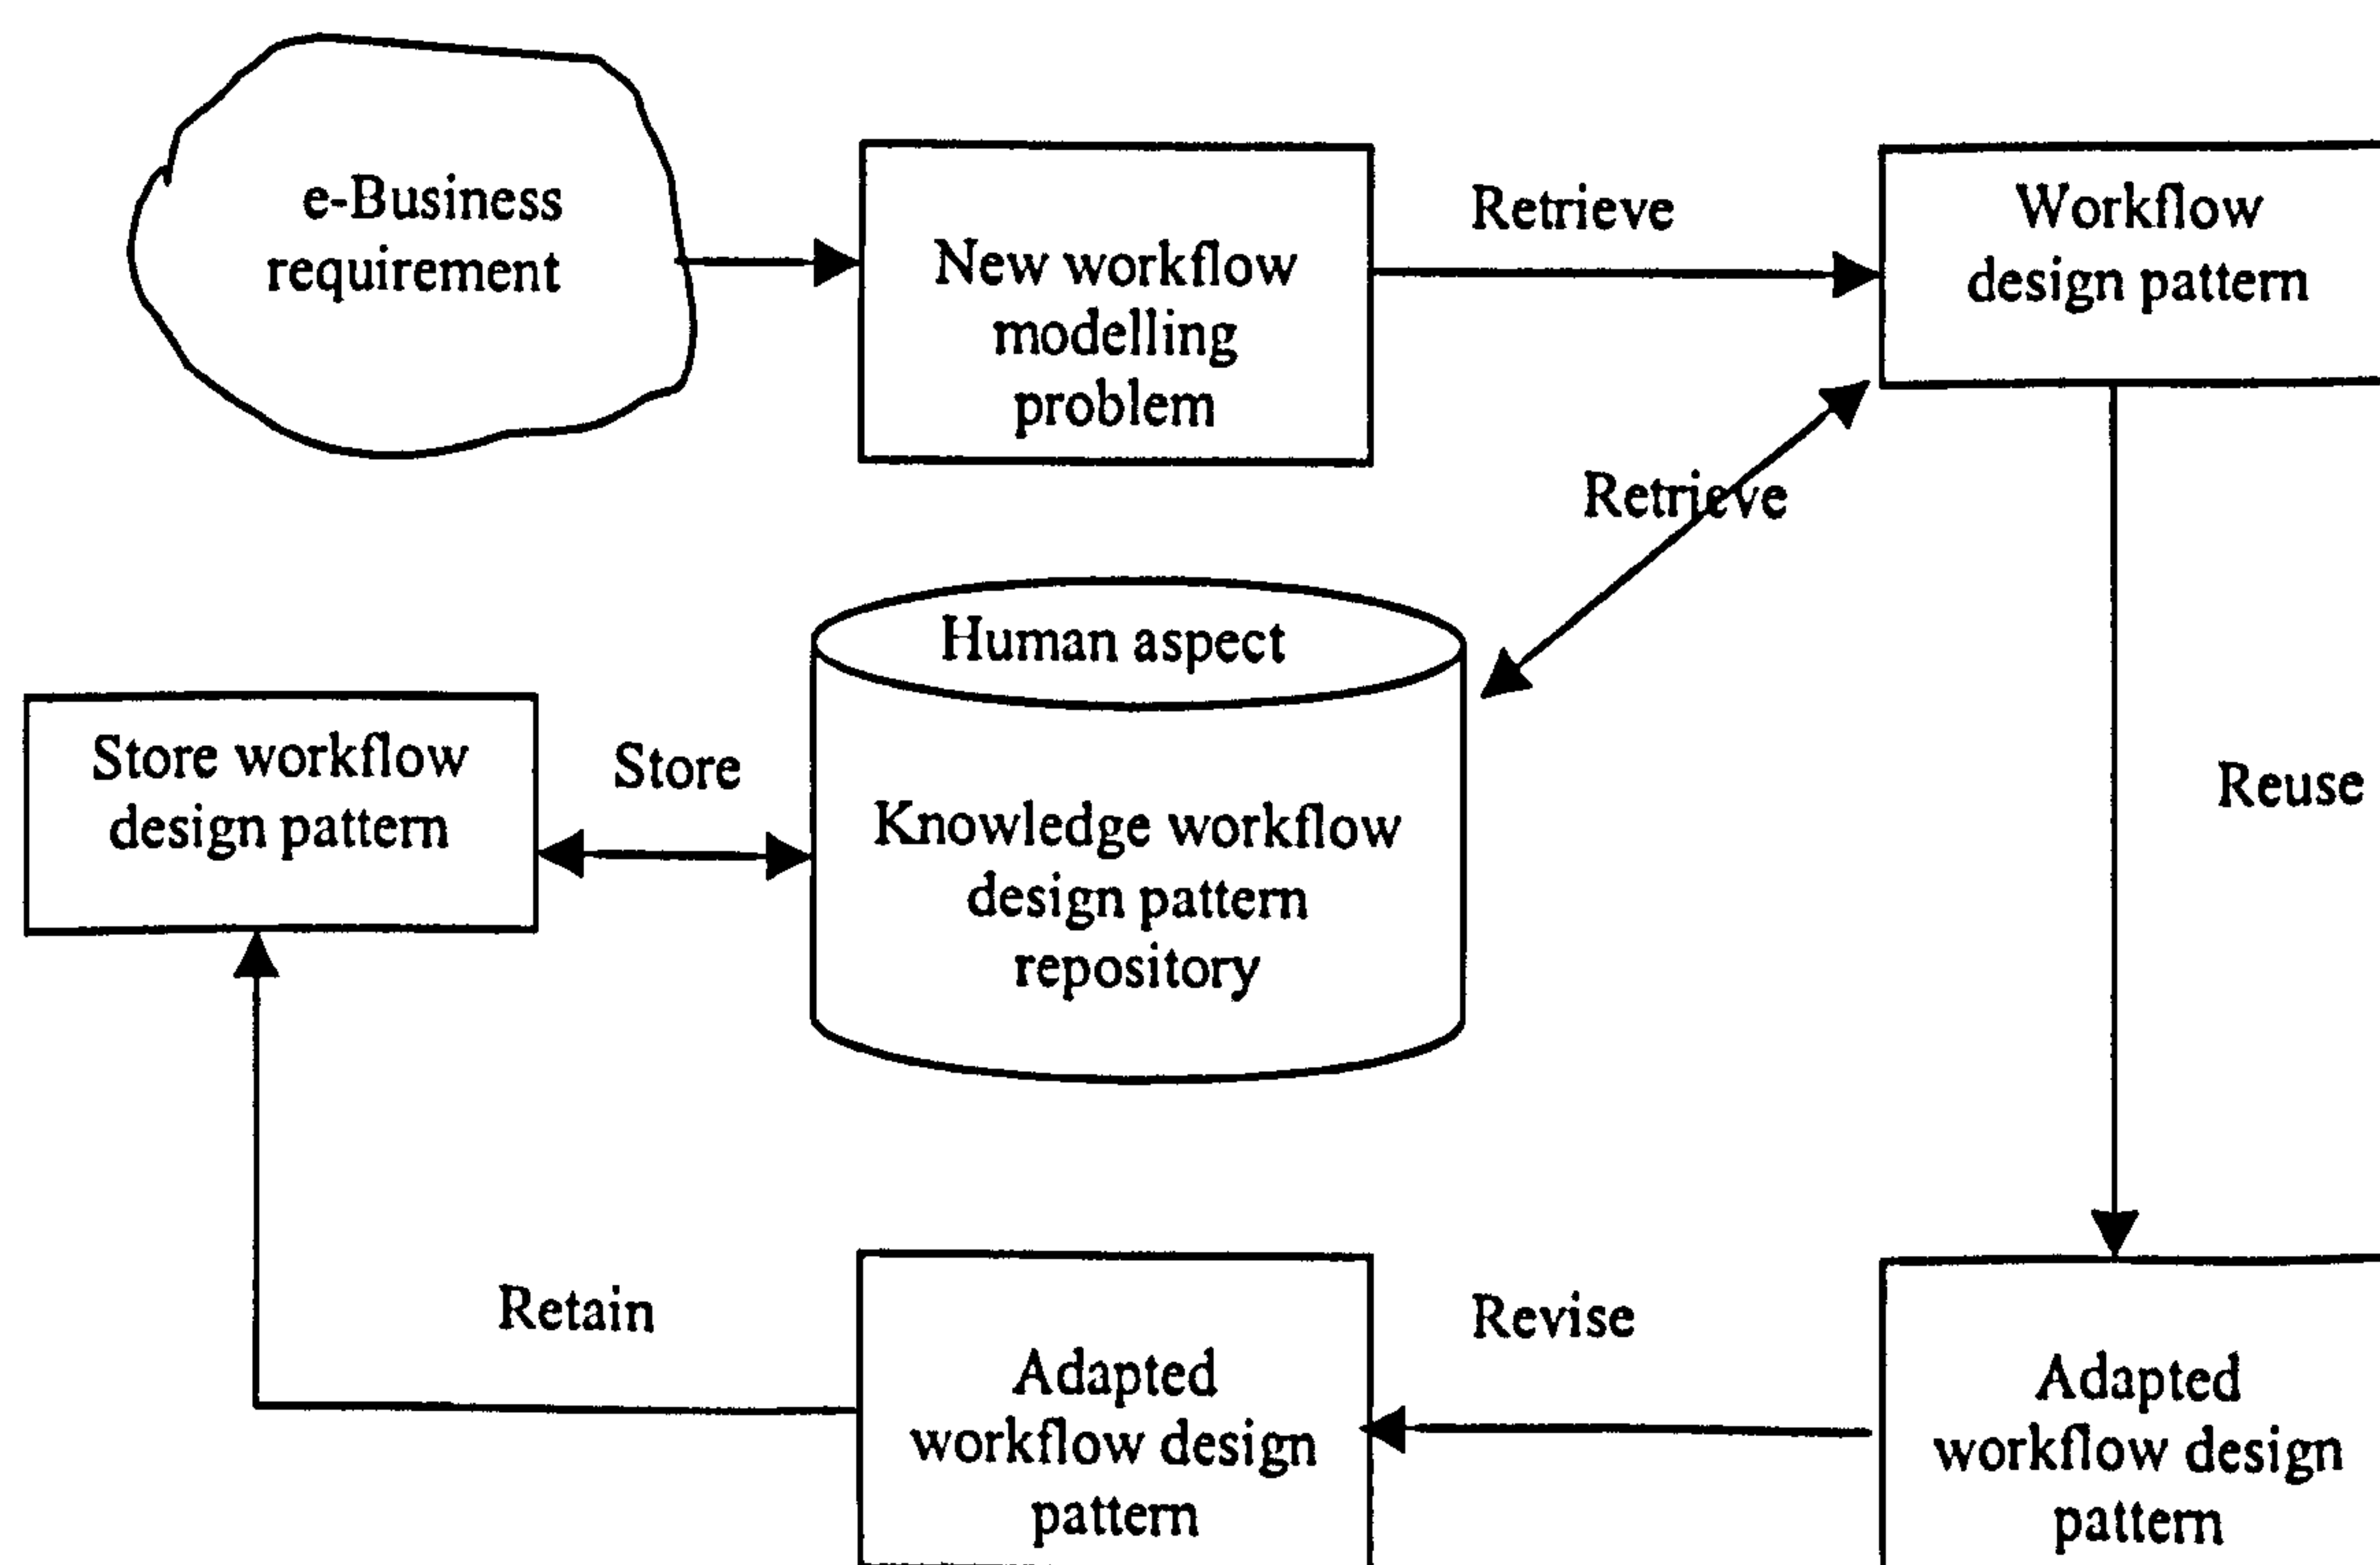 e-Business
requirement
New workflow
modelling
problem
Retrieve
Workflow
design pattern
Retrieve
Human aspect
Knowledge workflow
design pattern
repository
Store workflow
design pattern
Store
Reuse
Retain
Adapted
workflow design
pattern
Revise
Adapted
workflow design
pattern